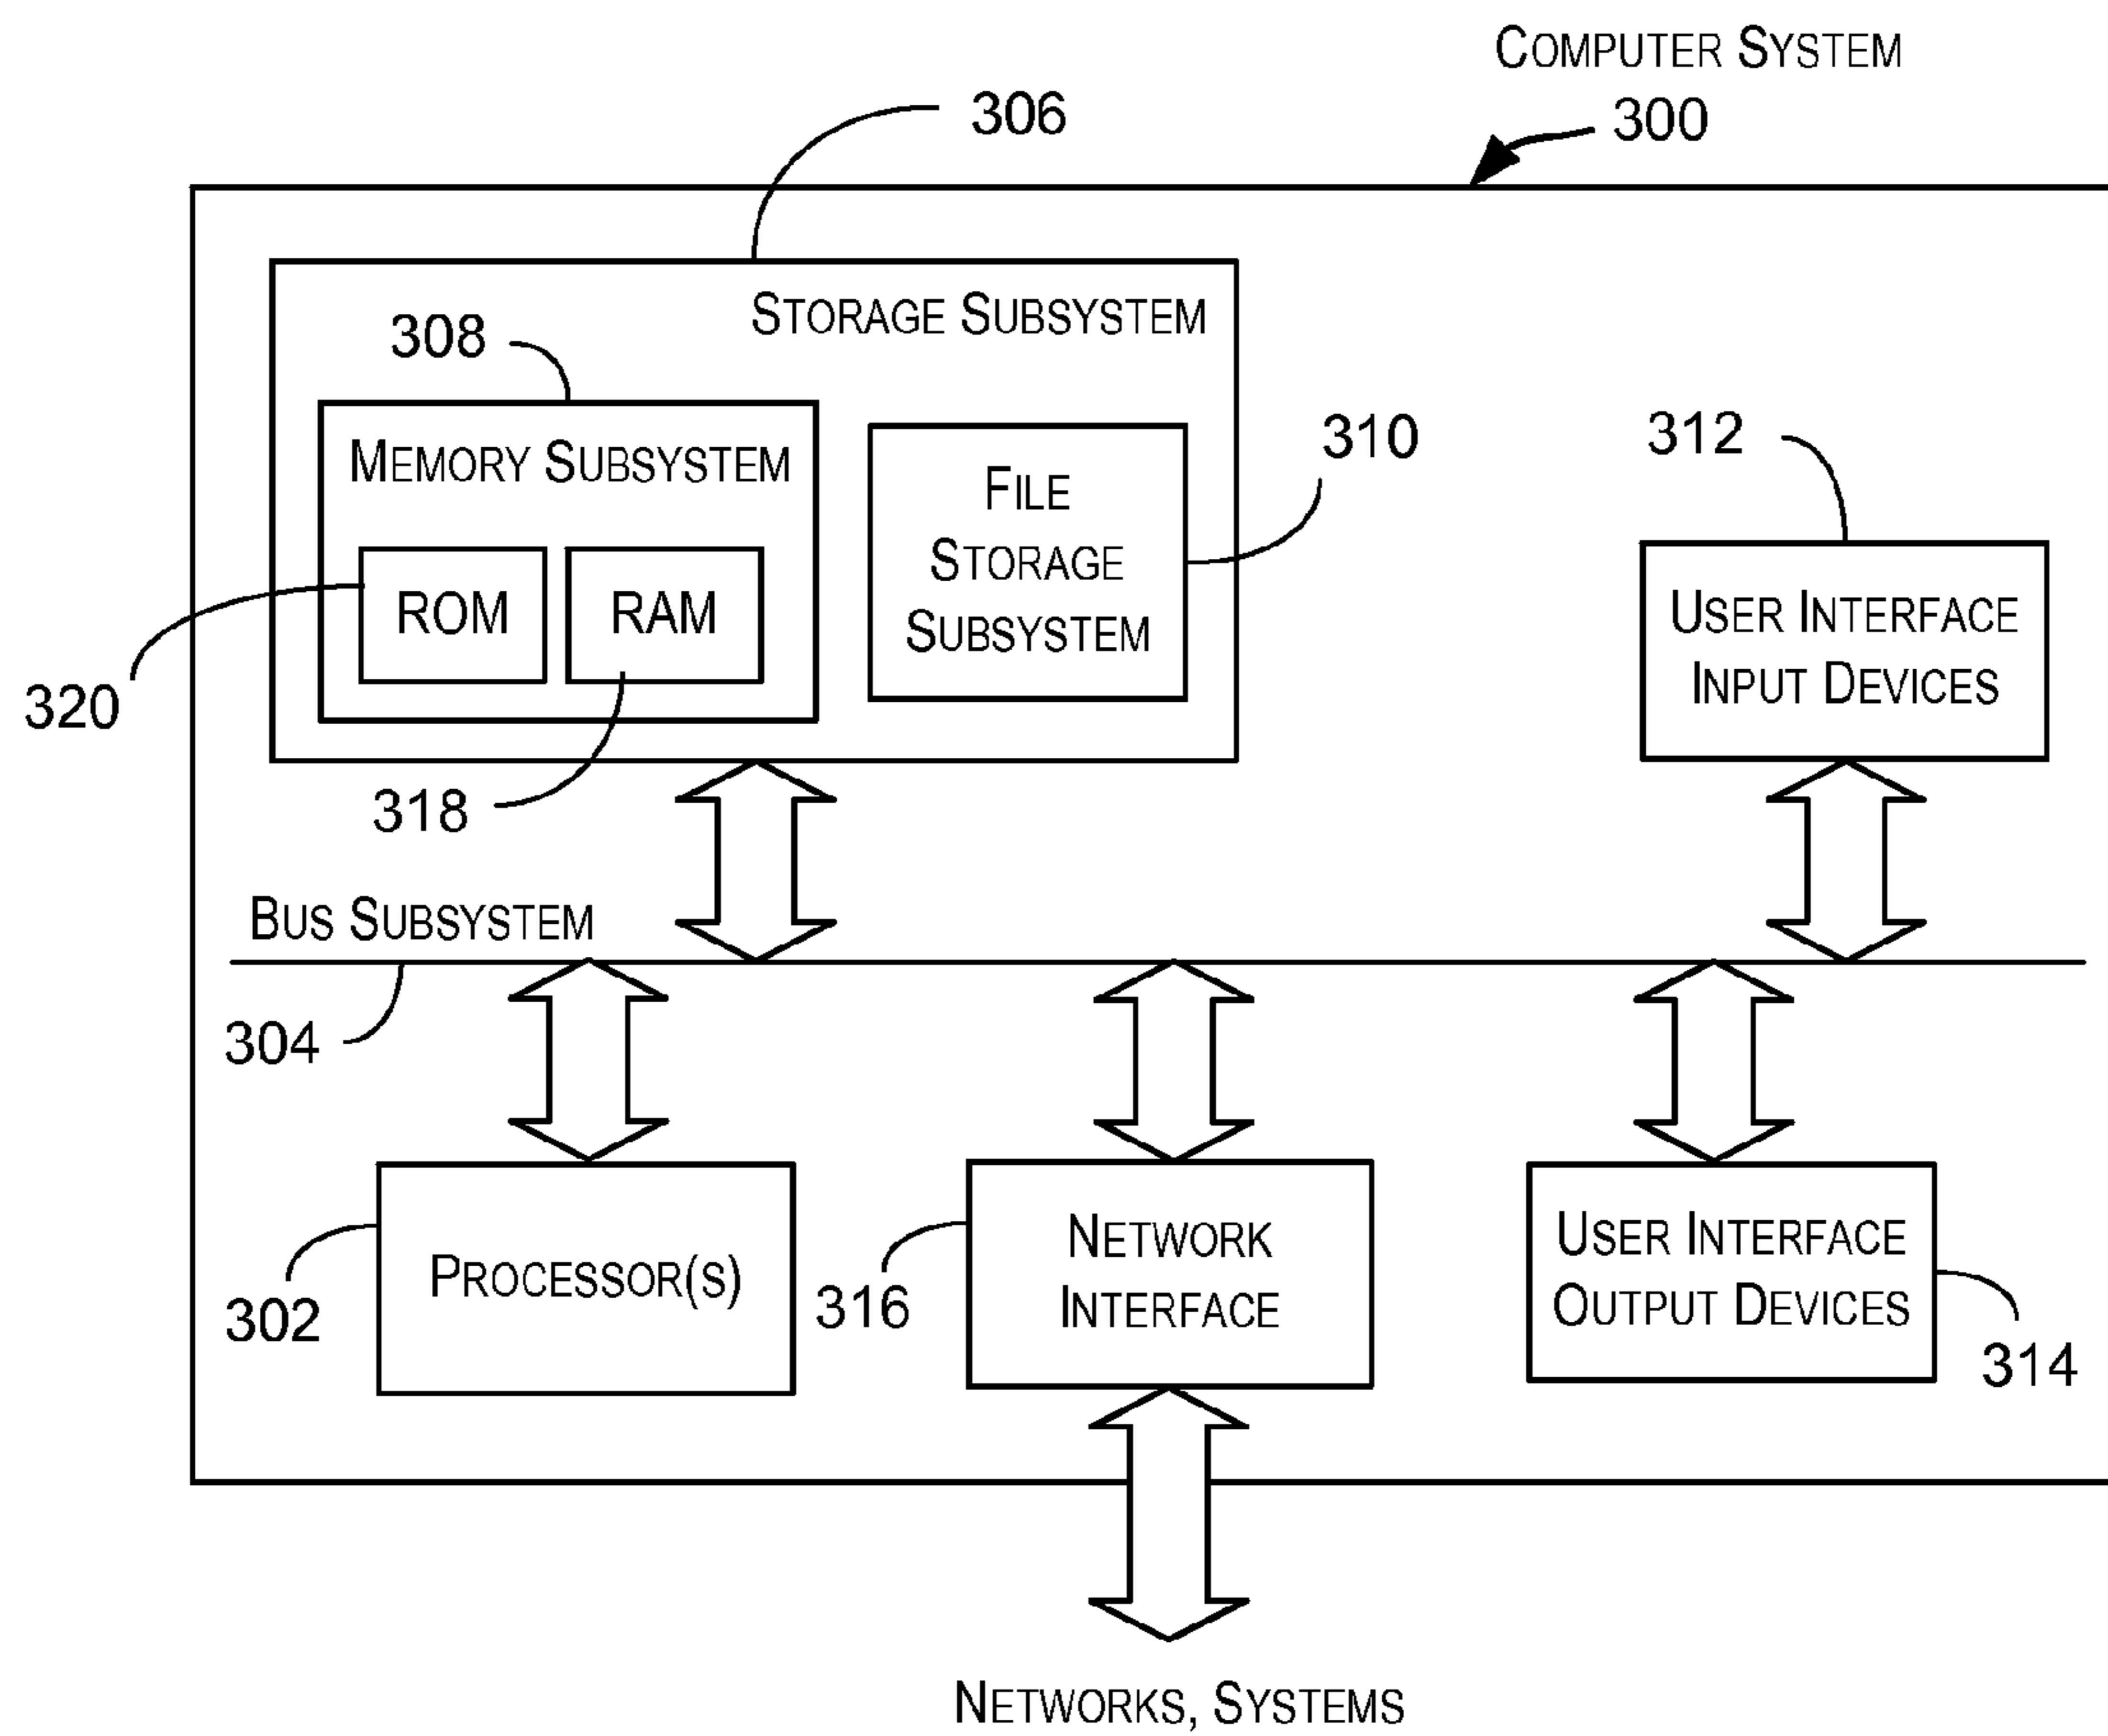 COMPUTER SYSTEM
300
306
STORAGE SUBSYSTEM
308
MEMORY SUBSYSTEM
ROM
RAM
320
318
FILE
STORAGE
SUBSYSTEM
310
312
USER INTERFACE
INPUT DEVICES
BUS SUBSYSTEM
304
PROCESSOR(S)
302
NETWORK
INTERFACE
316
USER INTERFACE
OUTPUT DEVICES
314
NETWORKS, SYSTEMS